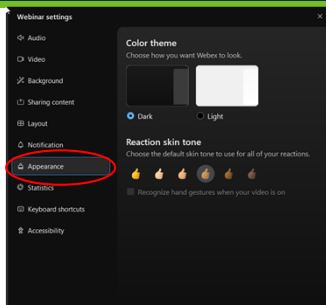 Webinar settings
Audio
Video
Background
Sharing content
Layout
Notification
Appearance
Statistics
Keyboard shortcuts
Accessibility
Color theme
Choose how you want Webex to look.
Dark
Light
Reaction skin tone
Choose the default skin tone to use for all of your reactions.
Recognize hand gestures when your video is on